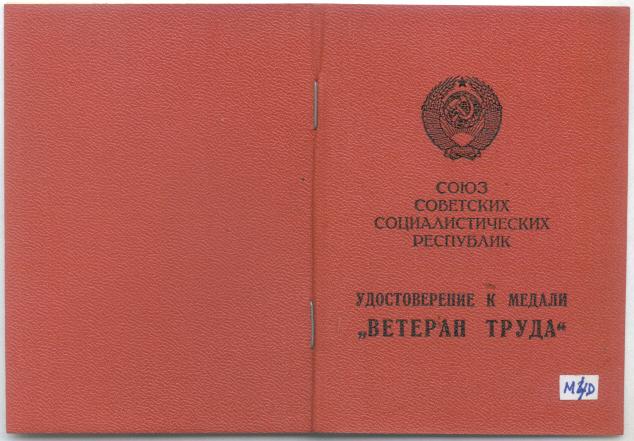 СОЮЗ
СОВЕТСКИХ
СОЦИАЛИСТИЧЕСКИХ
РЕСПУБЛИК
УДОСТОВЕРЕНИЕ К МЕДАЛИ
„ВЕТЕРАН ТРУДА“